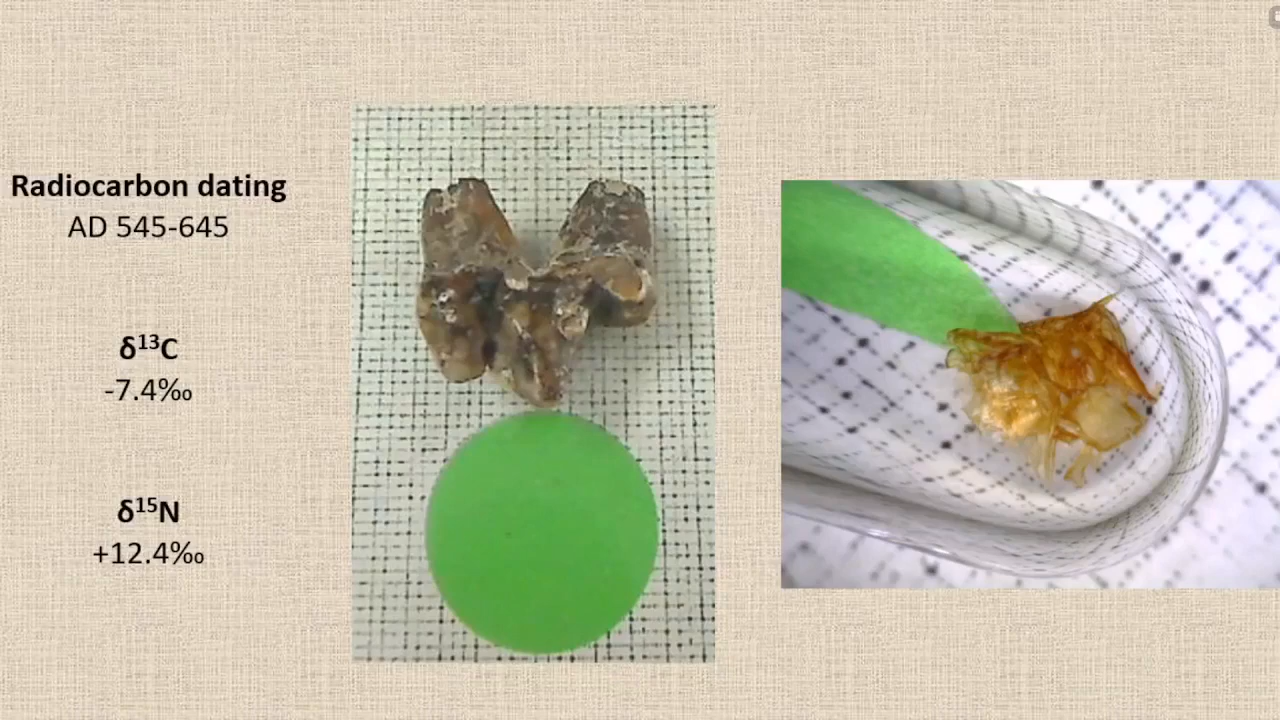 Radiocarbon dating
AD 545-645
δ¹³C
-7.4‰
δ¹⁵N
+12.4‰